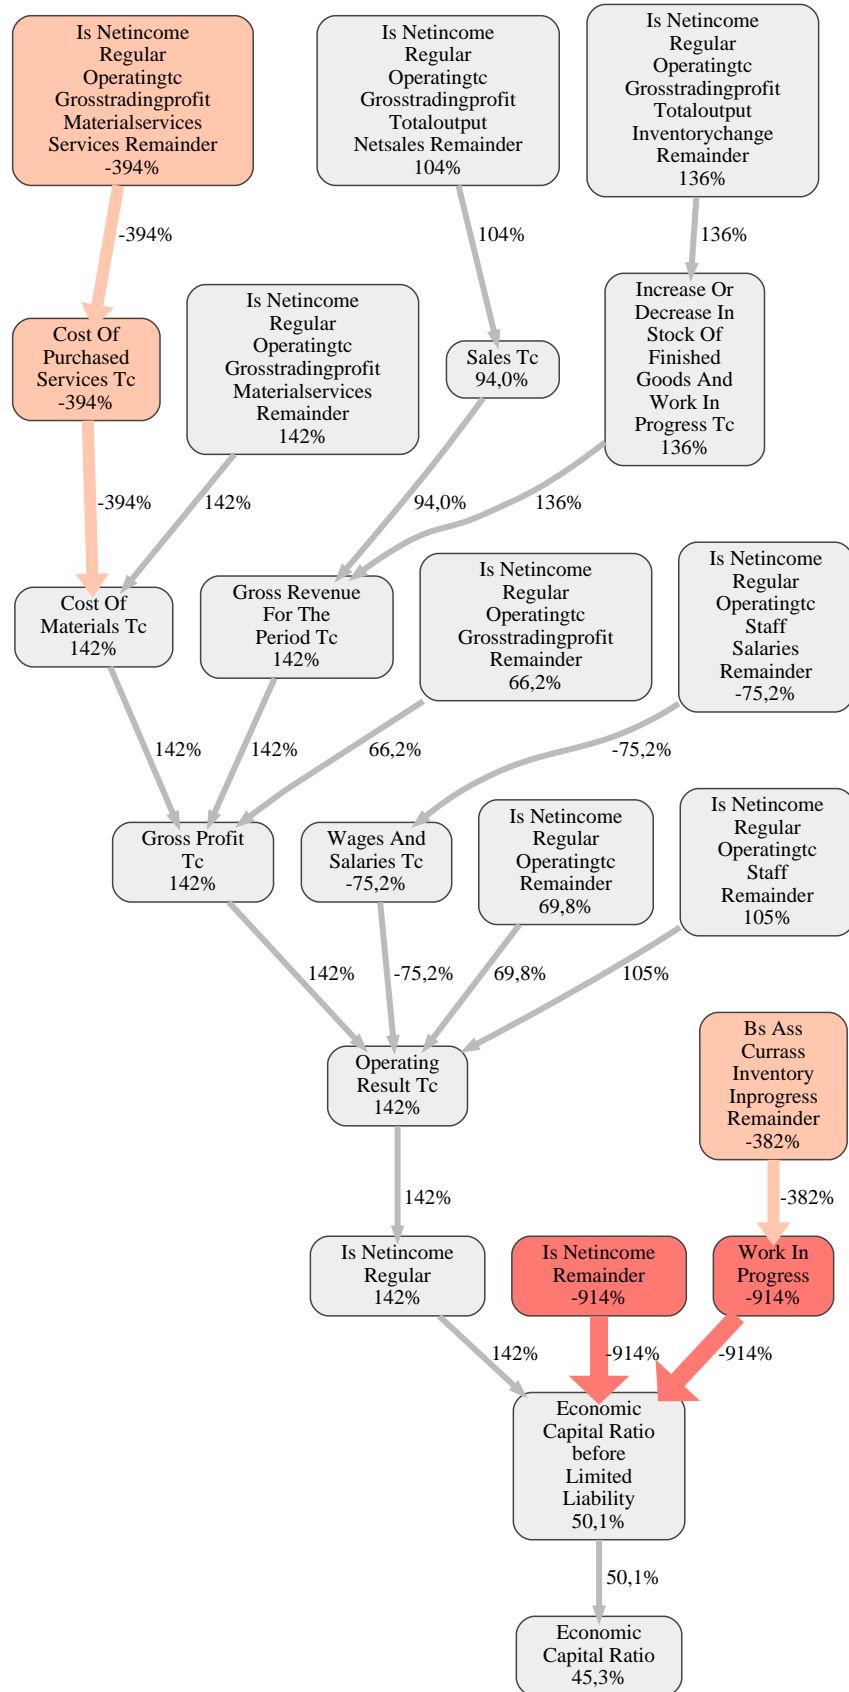 Is Netincome
Regular
Operatingtc
Grosstradingprofit
Materialservices
Services Remainder
-394%
Is Netincome
Regular
Operatingtc
Grosstradingprofit
Totaloutput
Netsales Remainder
104%
Is Netincome
Regular
Operatingtc
Grosstradingprofit
Totaloutput
Inventorychange
Remainder
136%
-394%
104%
136%
Cost Of
Purchased
Services Tc
-394%
Is Netincome
Regular
Operatingtc
Grosstradingprofit
Materialservices
Remainder
142%
Sales Tc
94,0%
Increase Or
Decrease In
Stock Of
Finished
Goods And
Work In
Progress Tc
136%
-394%
142%
94,0%
136%
Cost Of
Materials Tc
142%
Gross Revenue
For The
Period Tc
142%
Is Netincome
Regular
Operatingtc
Grosstradingprofit
Remainder
66,2%
Is Netincome
Regular
Operatingtc
Staff
Salaries
Remainder
-75,2%
142%
142%
66,2%
-75,2%
Gross Profit
Tc
142%
Wages And
Salaries Tc
-75,2%
Is Netincome
Regular
Operatingtc
Remainder
69,8%
Is Netincome
Regular
Operatingtc
Staff
Remainder
105%
142%
-75,2%
69,8%
105%
Operating
Result Tc
142%
Bs Ass
Currass
Inventory
Inprogress
Remainder
-382%
142%
-382%
Is Netincome
Regular
142%
Is Netincome
Remainder
-914%
Work In
Progress
-914%
142%
-914%
-914%
Economic
Capital Ratio
before
Limited
Liability
50,1%
50,1%
Economic
Capital Ratio
45,3%